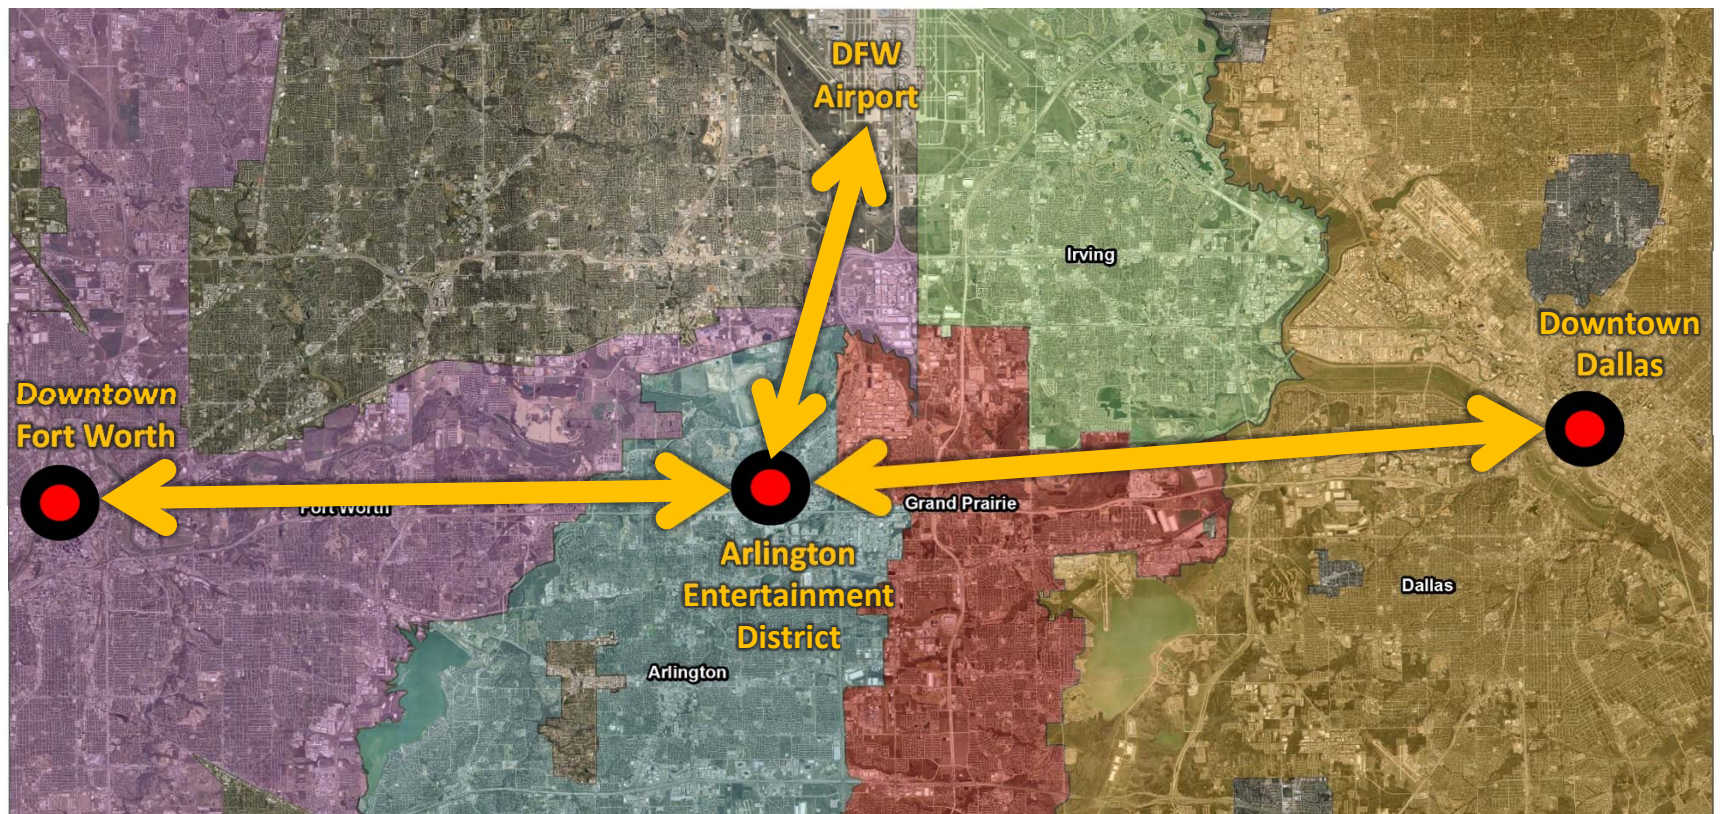 DFW
Airport
Irving
Downtown
Dallas
Downtown
Fort Worth
Fort Worth
Grand Prairie
Arlington
Entertainment
District
Dallas
Arlington